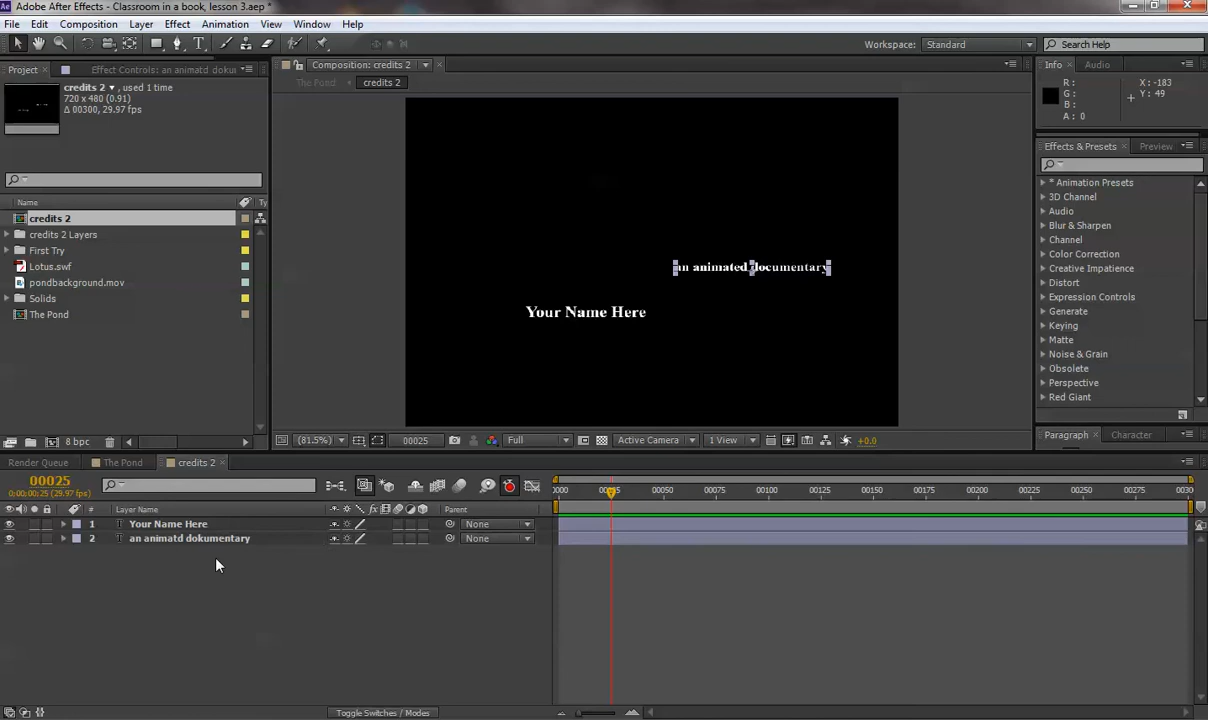 Adobe After Effects - Classroom in a book, lesson 3.aep *
File Edit Composition Layer Effect Animation View Window Help
Workspace: Standard Search Help
Project Effect Controls: an animatd doku
Composition: credits 2
Info Audio
credits 2 , used 1 time
720 x 480 (0.91)
Δ 00300, 29.97 fps
The Pond credits 2
R :
G :
B :
A : 0
X : -183
Y : 49
Effects & Presets Preview
Name Ty
credits 2
credits 2 Layers
First Try
Lotus.swf
pondbackground.mov
Solids
The Pond
an animated documentary
Your Name Here
* Animation Presets
3D Channel
Audio
Blur & Sharpen
Channel
Color Correction
Creative Impatience
Distort
Expression Controls
Generate
Keying
Matte
Noise & Grain
Obsolete
Perspective
Red Giant
8 bpc
(81.5%) 00025 Full Active Camera 1 View +0.0
Paragraph Character
Render Queue The Pond credits 2
00025
0;00;00;25 (29.97 fps)
00050 00075 00100 00125 00150 00175 00200 00225 00250 00275
# Layer Name Parent
1 Your Name Here None
2 an animatd dokumentary None
Toggle Switches / Modes